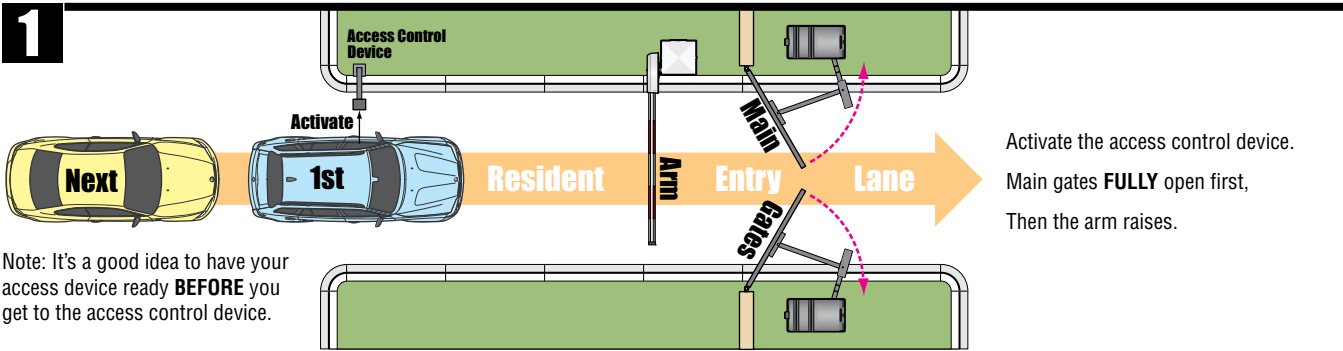 1
Access Control
Device
Activate
Next
1st
Resident
Arm
Main
Gates
Entry
Lane
Activate the access control device.
Main gates FULLY open first,
Then the arm raises.
Note: It's a good idea to have your
access device ready BEFORE you
get to the access control device.